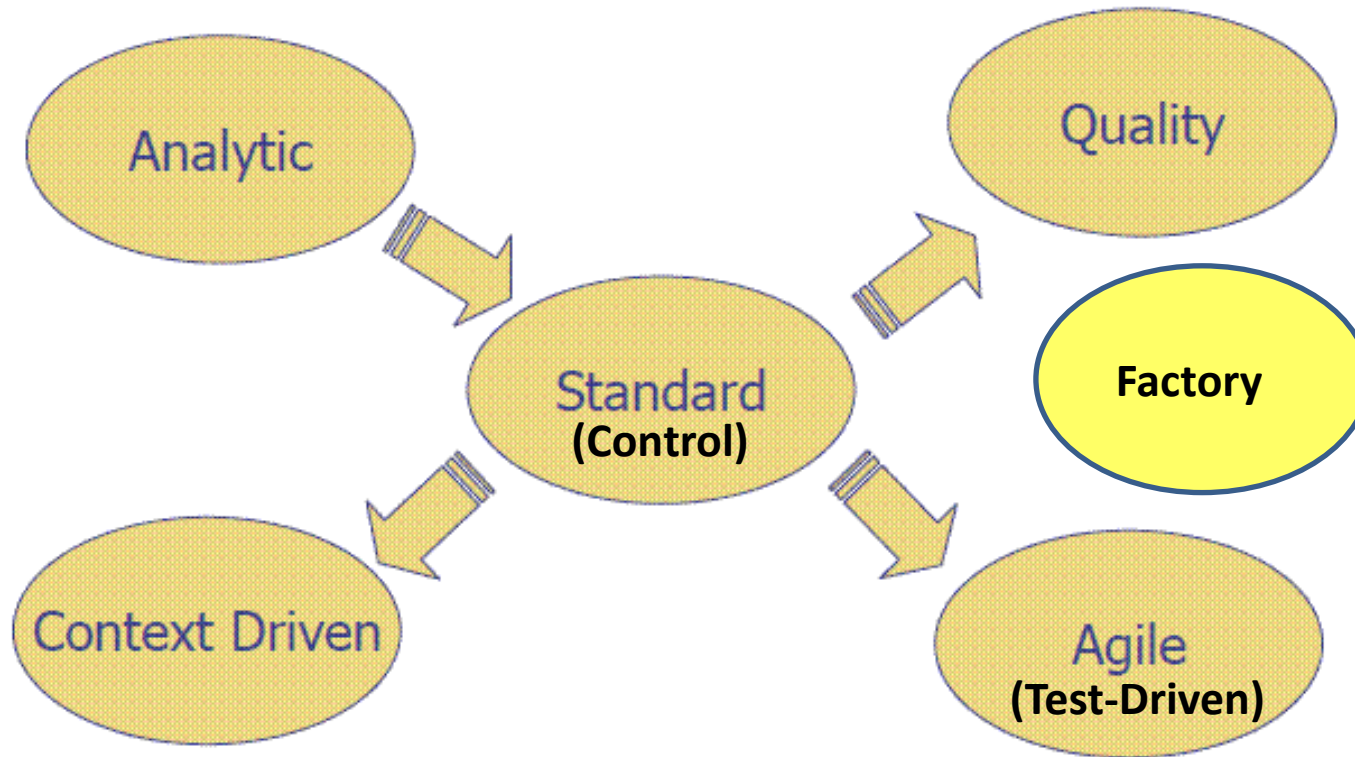 Analytic
Quality
Standard
(Control)
Factory
Context Driven
Agile
(Test-Driven)